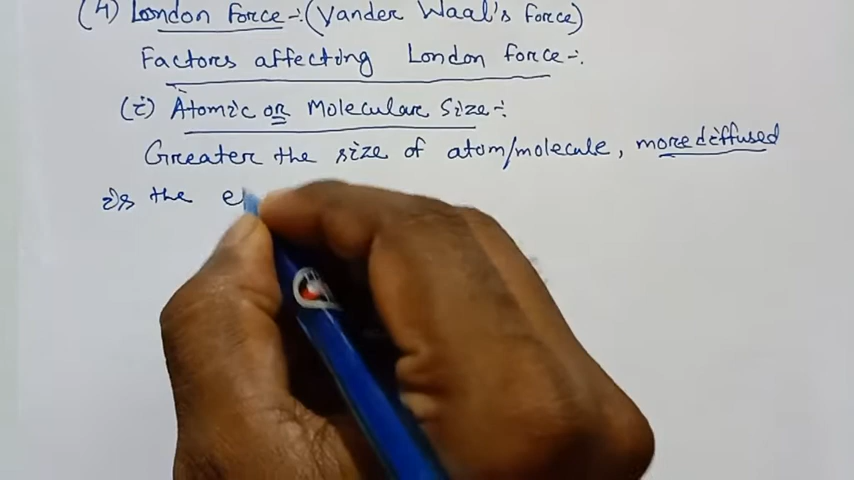 (4) London Force :- (Vander Waal's Force)
Factors affecting London force :-
(i) Atomic or Molecular Size :-
Greater the size of atom/molecule, more diffused
is the e